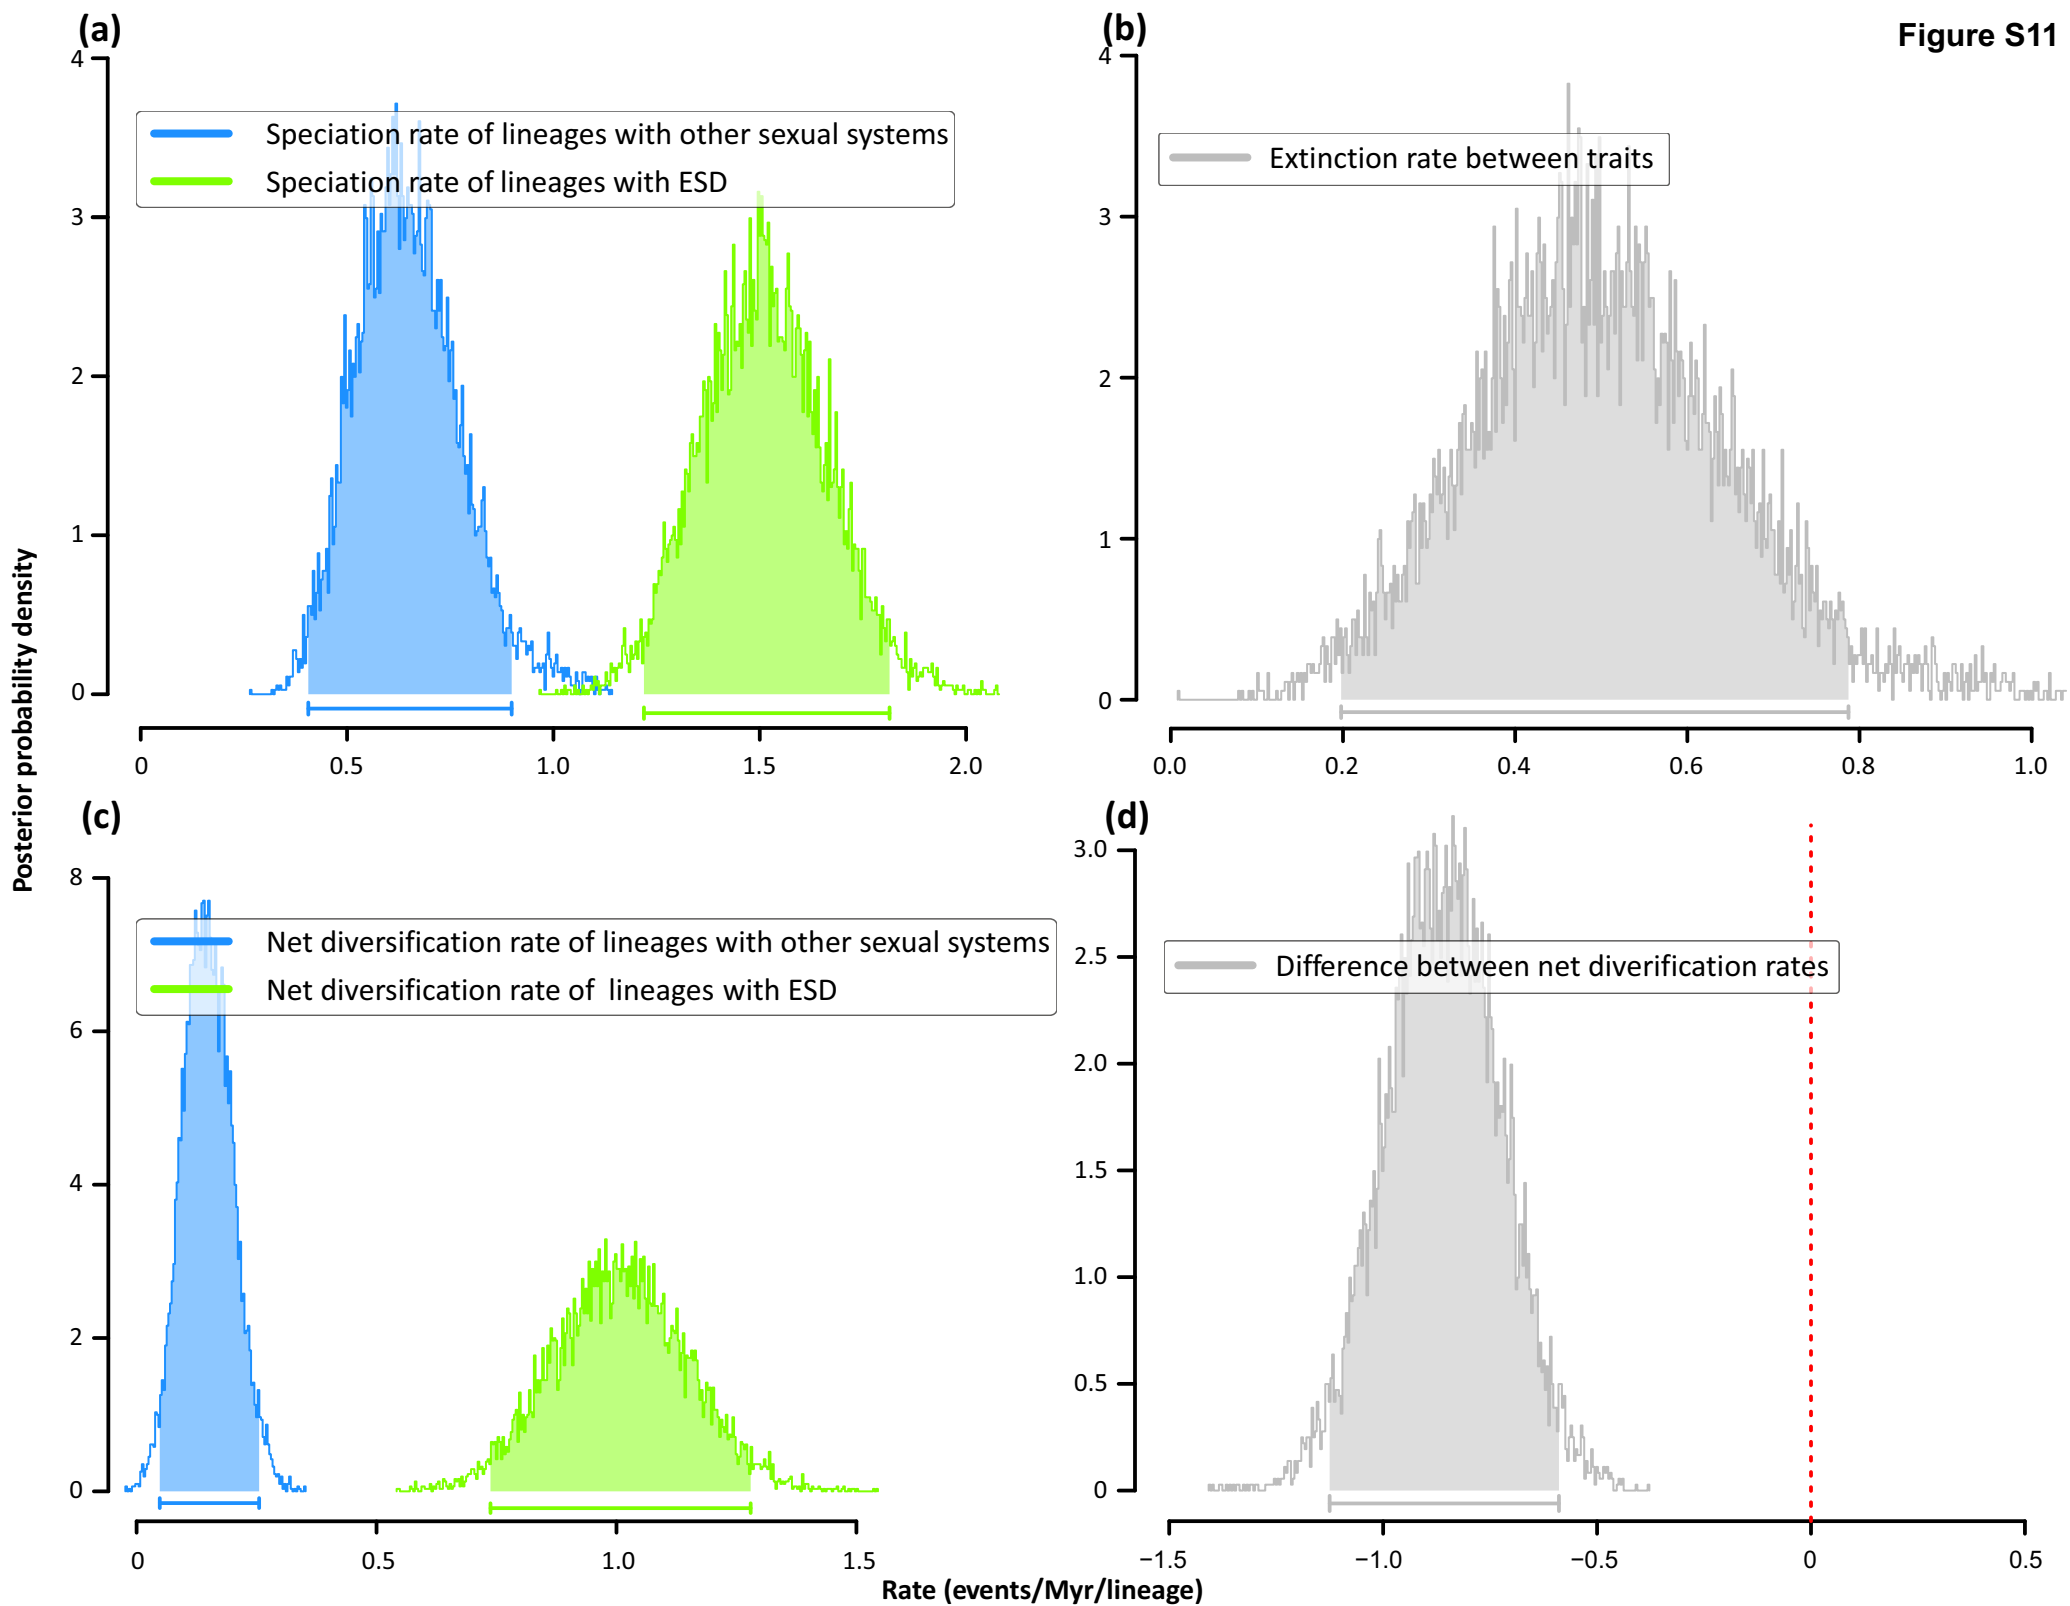 (a)
(b)
Figure S11
4
3
2
1
0
Speciation rate of lineages with other sexual systems
Speciation rate of lineages with ESD
0 0.5 1.0 1.5 2.0
4
3
2
1
0
Extinction rate between traits
0.0 0.2 0.4 0.6 0.8 1.0
Posterior probability density
(c)
8
6
4
2
0
Net diversification rate of lineages with other sexual systems
Net diversification rate of lineages with ESD
0 0.5 1.0 1.5
(d)
3.0
2.5
2.0
1.5
1.0
0.5
0
Difference between net diverification rates
−1.5 −1.0 −0.5 0 0.5
Rate (events/Myr/lineage)